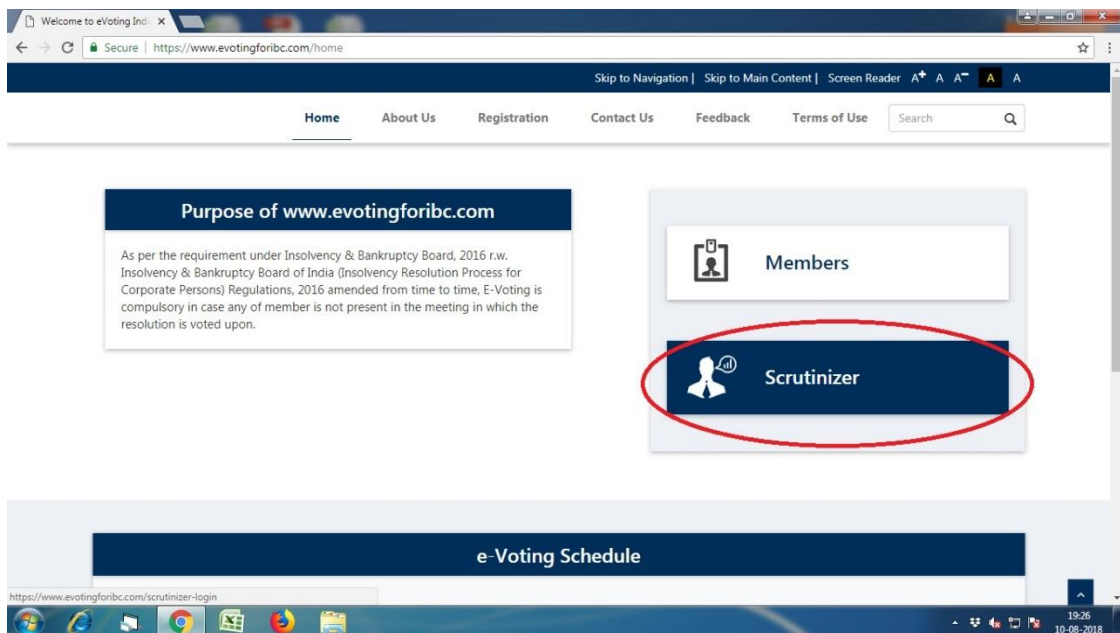 Welcome to eVoting Ind
Secure | https://www.evotingforibc.com/home
Skip to Navigation | Skip to Main Content | Screen Reader A+ A A- A A
Home About Us Registration Contact Us Feedback Terms of Use Search
Purpose of www.evotingforibc.com
As per the requirement under Insolvency & Bankruptcy Board, 2016 r.w.
Insolvency & Bankruptcy Board of India (Insolvency Resolution Process for
Corporate Persons) Regulations, 2016 amended from time to time, E-Voting is
compulsory in case any of member is not present in the meeting in which the
resolution is voted upon.
Members
Scrutinizer
e-Voting Schedule
https://www.evotingforibc.com/scrutinizer-login
19:26
10-08-2018